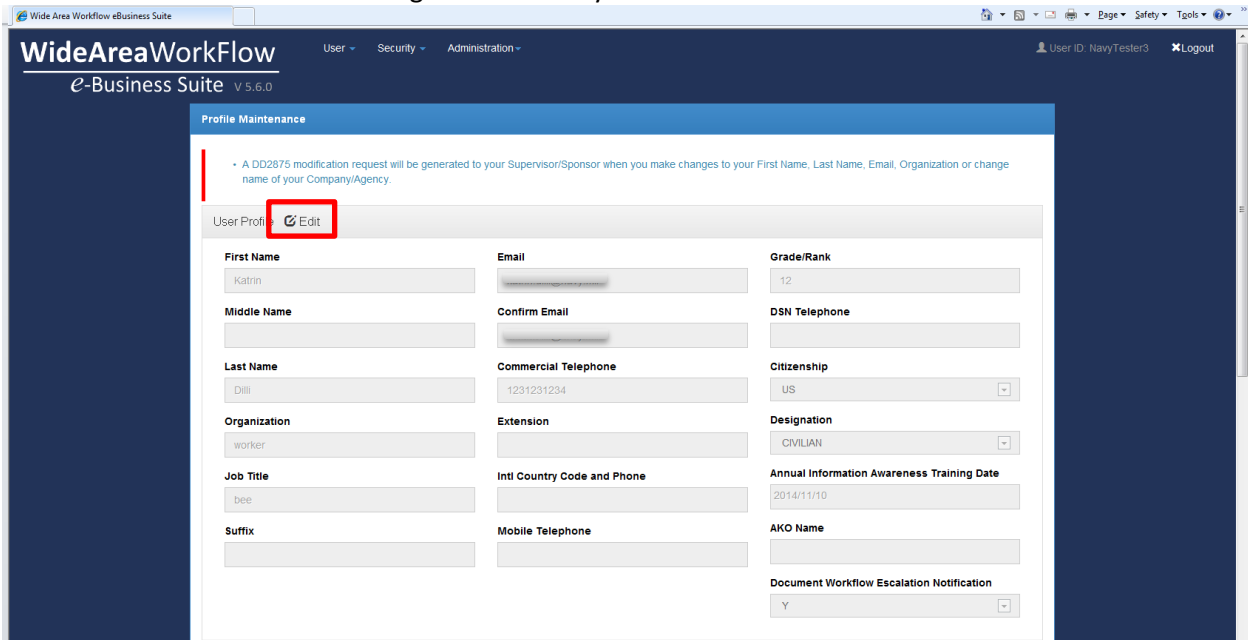 Wide Area Workflow eBusiness Suite
Page Safety Tools
WideAreaWorkFlow
User Security Administration
User ID: NavyTester3 Logout
e-Business Suite V 5.6.0
Profile Maintenance
• A DD2875 modification request will be generated to your Supervisor/Sponsor when you make changes to your First Name, Last Name, Email, Organization or change
name of your Company/Agency.
User Profile Edit
First Name Email Grade/Rank
Katrin 12
Middle Name Confirm Email DSN Telephone
Last Name Commercial Telephone Citizenship
Dilli 1231231234 US
Organization Extension Designation
worker CIVILIAN
Job Title Intl Country Code and Phone Annual Information Awareness Training Date
bee 2014/11/10
Suffix Mobile Telephone AKO Name
Document Workflow Escalation Notification
Y